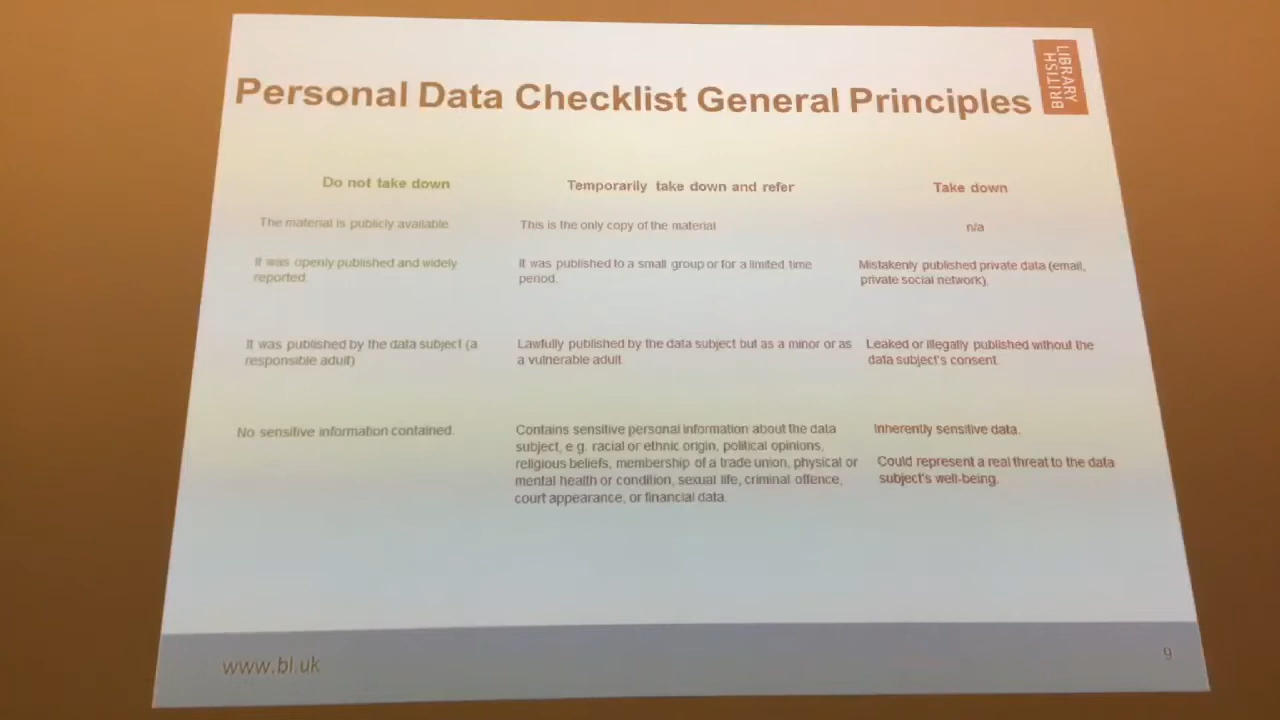 Personal Data Checklist General Principles
BRITISH
LIBRARY
Do not take down
Temporarily take down and refer
Take down
The material is publicly available
This is the only copy of the material
n/a
It was openly published and widely
reported.
It was published to a small group or for a limited time
period.
Mistakenly published private data (email,
private social network).
It was published by the data subject (a
responsible adult)
Lawfully published by the data subject but as a minor or as
a vulnerable adult
Leaked or illegally published without the
data subject's consent.
No sensitive information contained.
Contains sensitive personal information about the data
subject, e.g. racial or ethnic origin, political opinions,
religious beliefs, membership of a trade union, physical or
mental health or condition, sexual life, criminal offence,
court appearance, or financial data.
Inherently sensitive data.
Could represent a real threat to the data
subject's well-being.
www.bl.uk
9